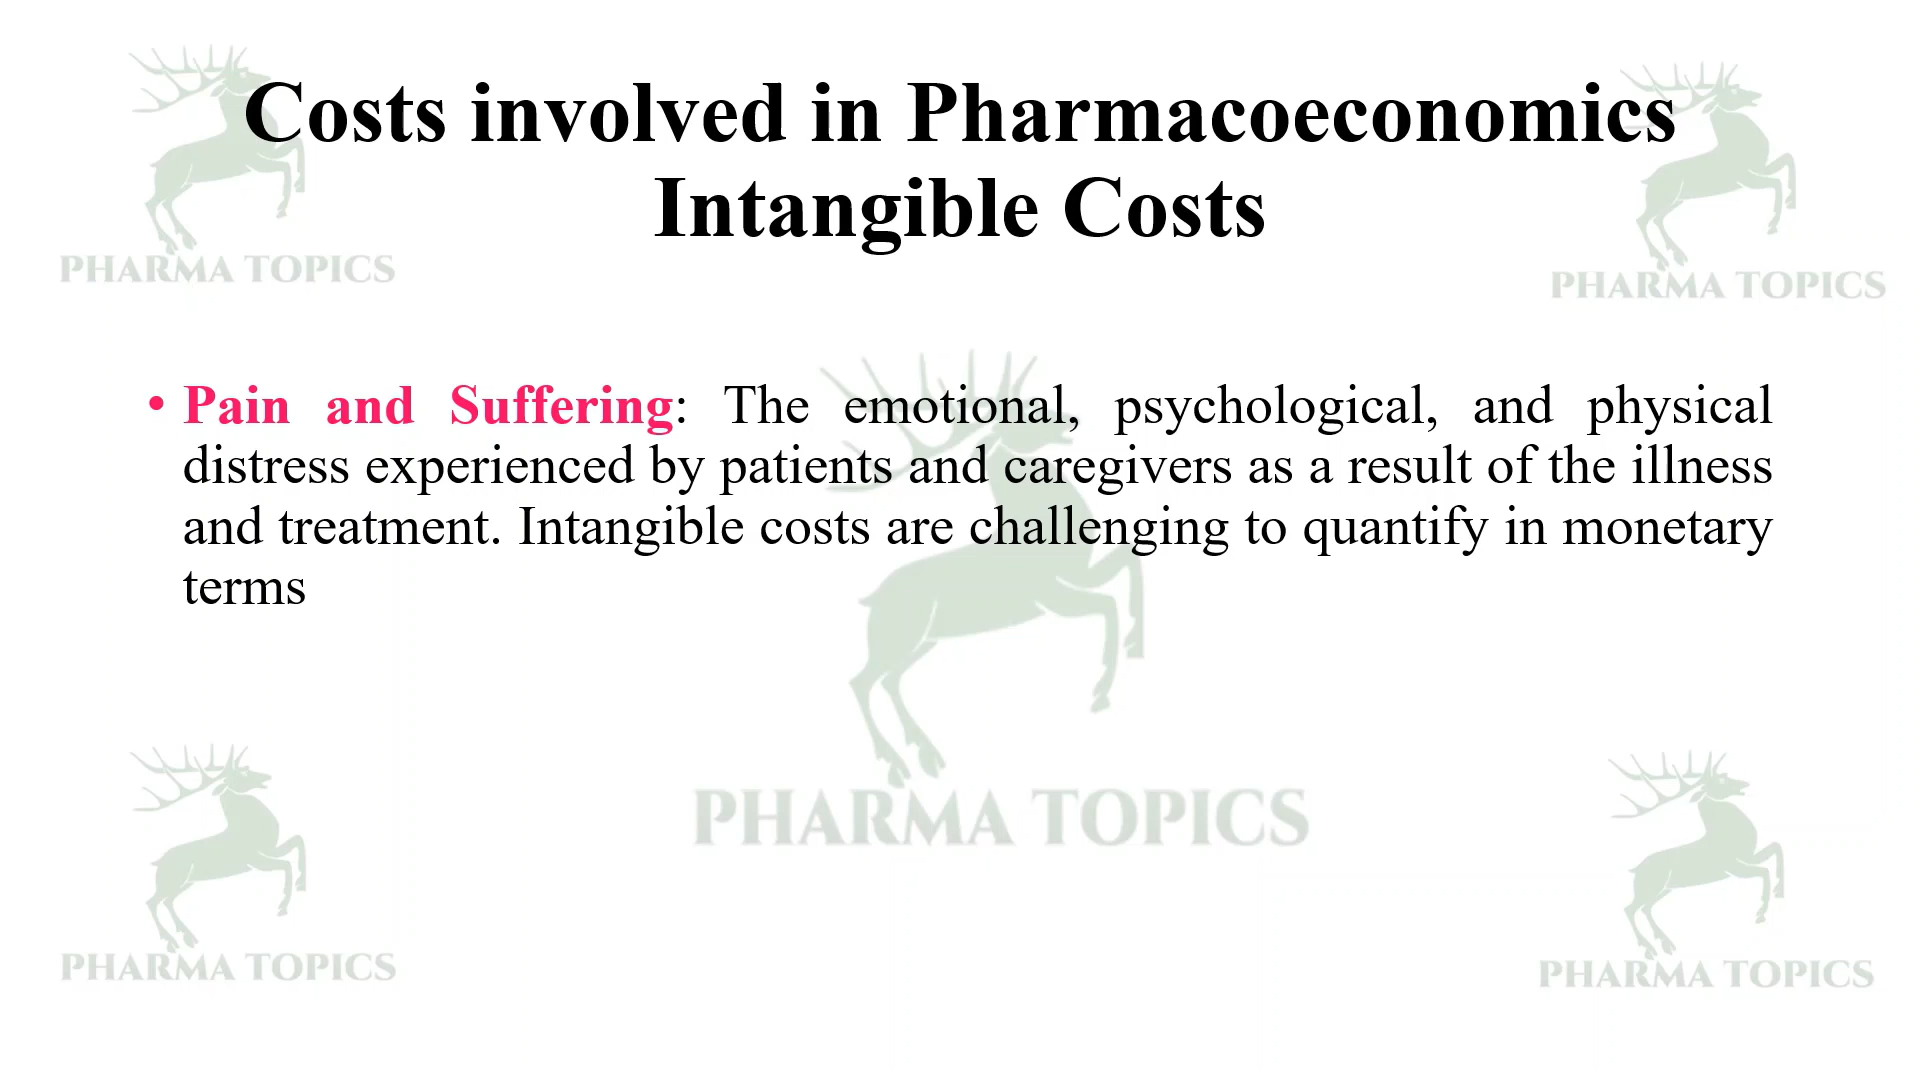 Costs involved in Pharmacoeconomics
Intangible Costs
PHARMA TOPICS
PHARMA TOPICS
• Pain and Suffering: The emotional, psychological, and physical
distress experienced by patients and caregivers as a result of the illness
and treatment. Intangible costs are challenging to quantify in monetary
terms
PHARMA TOPICS
PHARMA TOPICS
PHARMA TOPICS